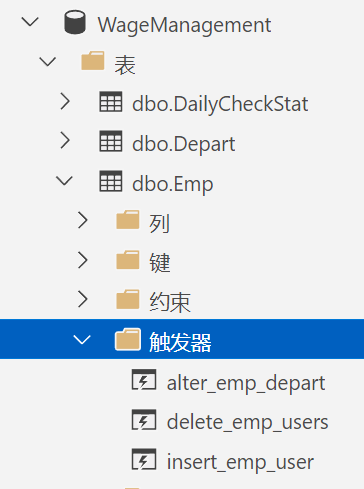 WageManagement
表
dbo.DailyCheckStat
dbo.Depart
dbo.Emp
列
键
约束
触发器
alter_emp_depart
delete_emp_users
insert_emp_user